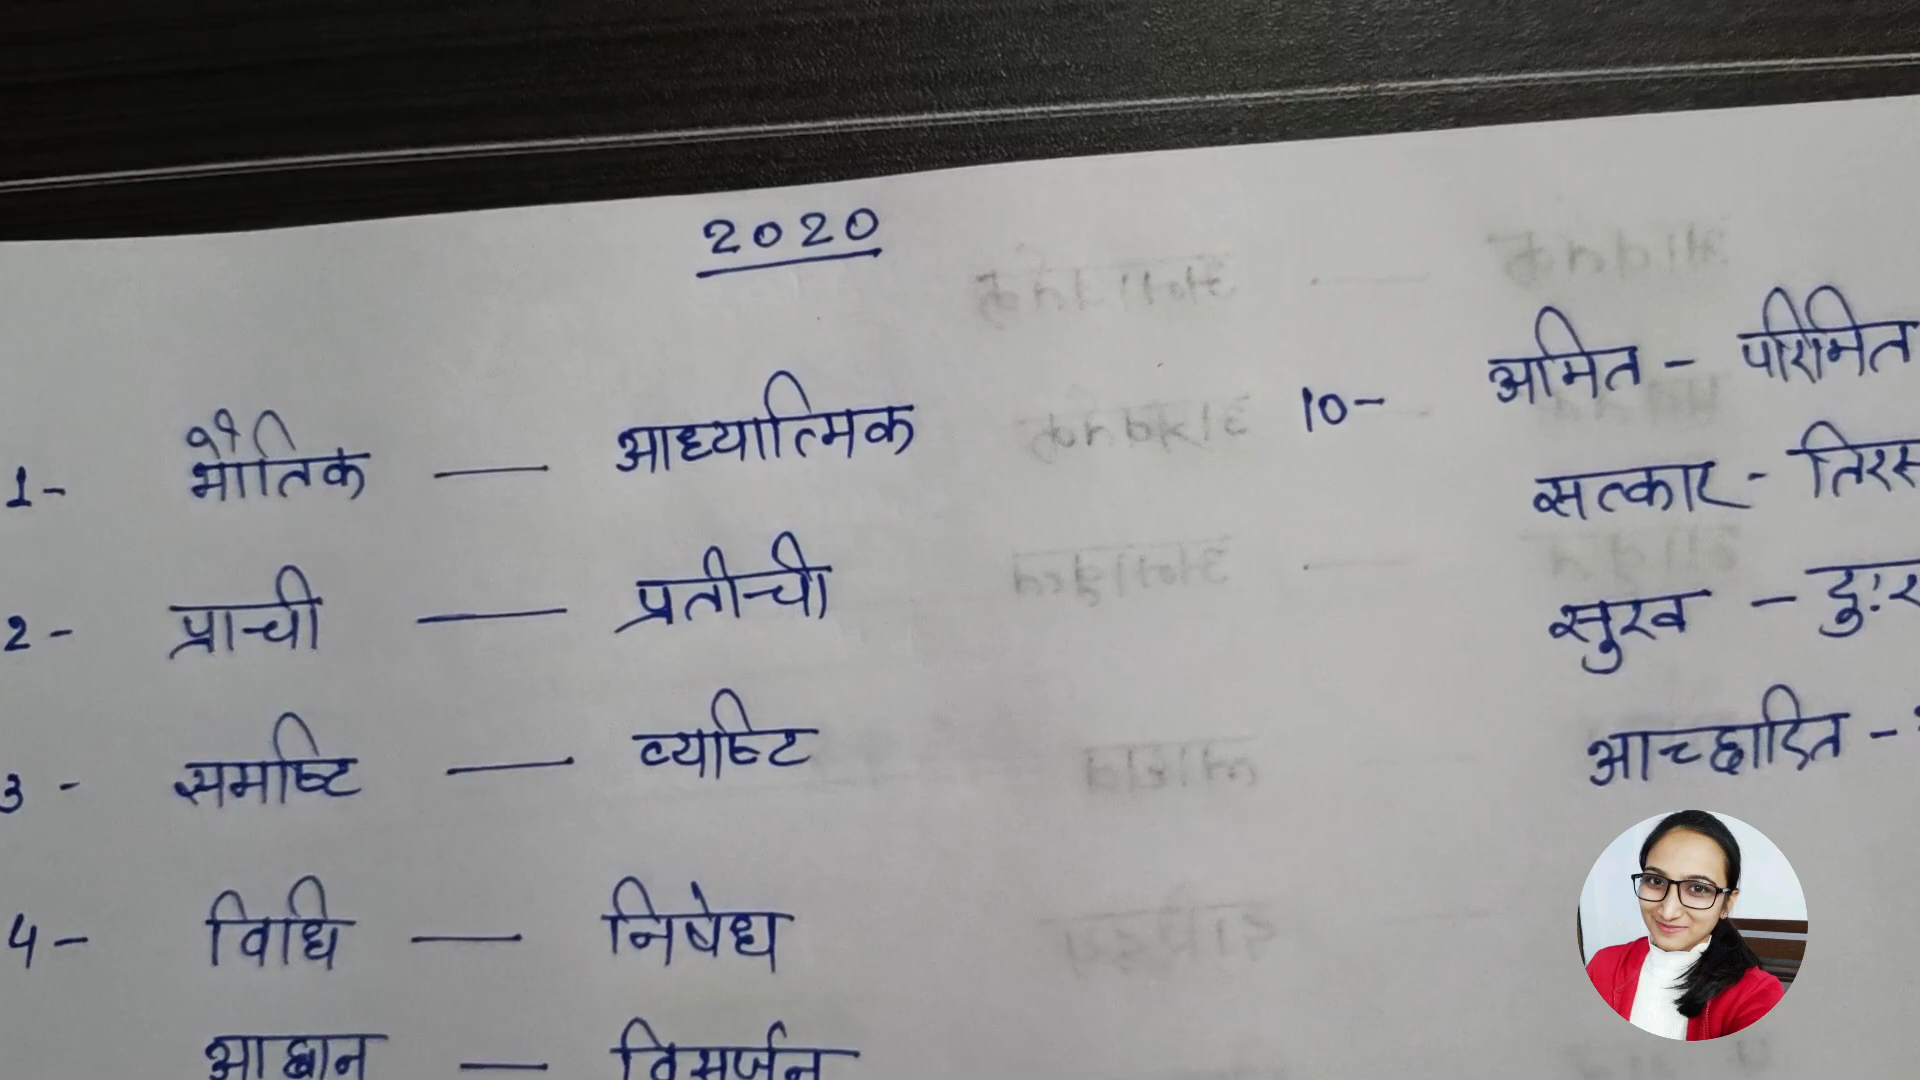 2020
1- भौतिक — आध्यात्मिक
2- प्राची — प्रतीची
3- समष्टि — व्यष्टि
4- विधि — निषेध
आह्वान — विसर्जन
10- अमित - परिमित
सत्कार - तिरस
सुख - दुः
आच्छादित -